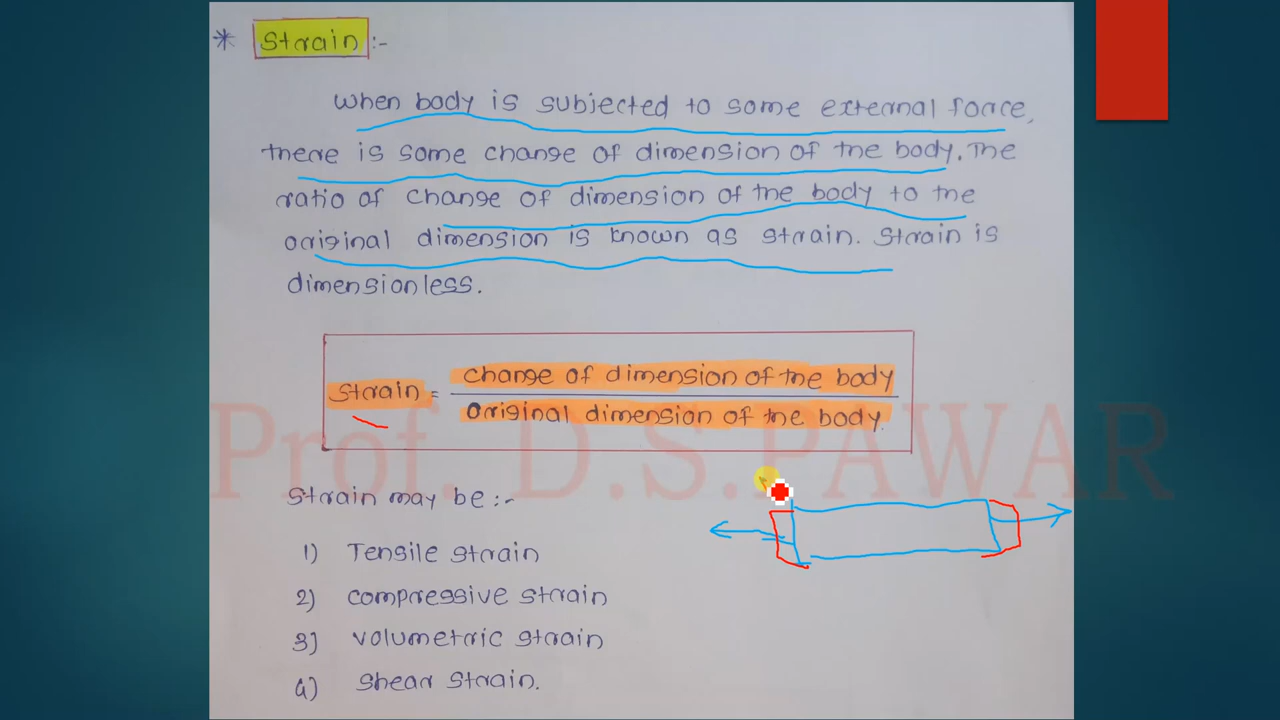 * Strain :-
When body is subjected to some external force,
there is some change of dimension of the body. The
ratio of change of dimension of the body to the
original dimension is known as strain. Strain is
dimensionless.
Strain = change of dimension of the body
Original dimension of the body
Prof. D.S.PAWAR
Strain may be :-
1) Tensile strain
2) compressive strain
3) volumetric strain
4) Shear strain.